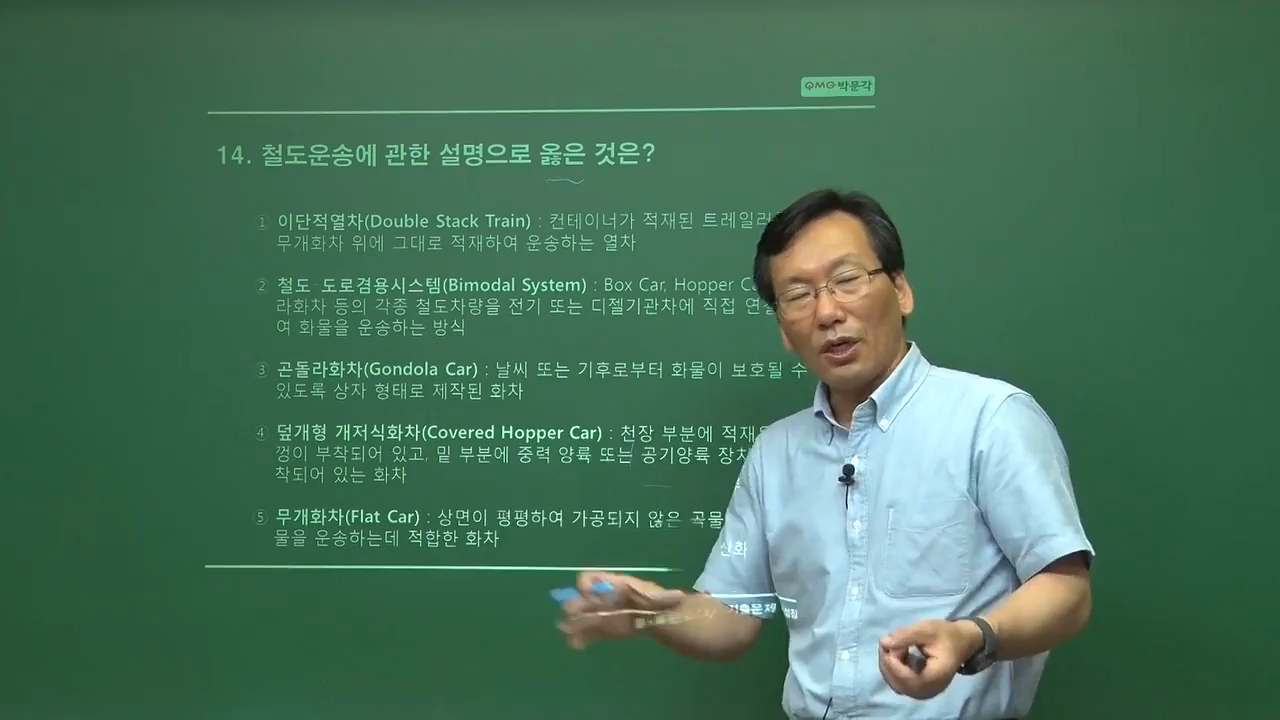 QMG 박문각
14. 철도운송에 관한 설명으로 옳은 것은?
① 이단적열차(Double Stack Train) : 컨테이너가 적재된 트레일러
무개화차 위에 그대로 적재하여 운송하는 열차
② 철도·도로겸용시스템(Bimodal System) : Box Car, Hopper
라화차 등의 각종 철도차량을 전기 또는 디젤기관차에 직접
여 화물을 운송하는 방식
③ 곤돌라화차(Gondola Car) : 날씨 또는 기후로부터 화물이 보호될 수
있도록 상자 형태로 제작된 화차
④ 덮개형 개저식화차(Covered Hopper Car) : 천장 부분에
껑이 부착되어 있고, 밑 부분에 중력 양륙 또는 공기양륙
착되어 있는 화차
⑤ 무개화차(Flat Car) : 상면이 평평하여 가공되지 않은 곡물
산화
물을 운송하는데 적합한 화차